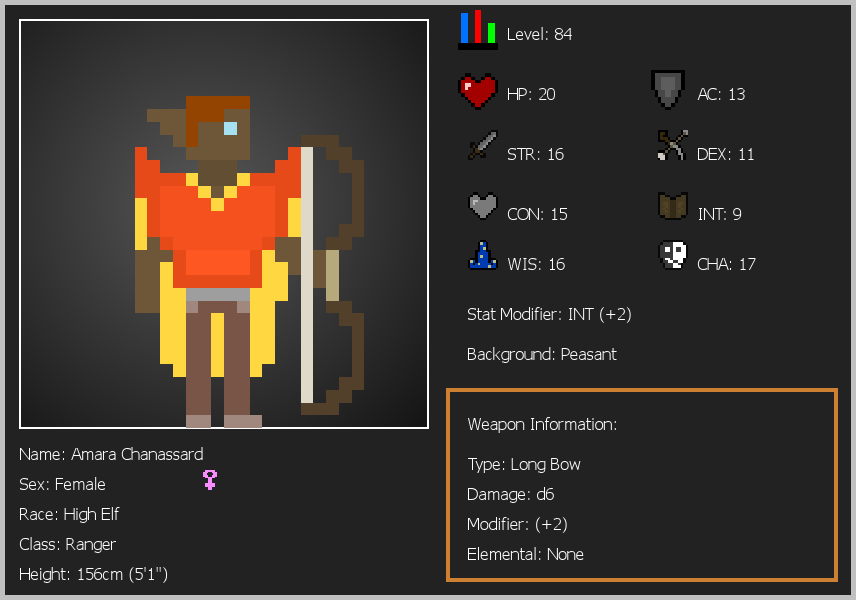 Level: 84
HP: 20
AC: 13
STR: 16
DEX: 11
CON: 15
INT: 9
WIS: 16
CHA: 17
Stat Modifier: INT (+2)
Background: Peasant
Weapon Information:
Type: Long Bow
Damage: d6
Modifier: (+2)
Elemental: None
Name: Amara Chanassard
Sex: Female
Race: High Elf
Class: Ranger
Height: 156cm (5'1")